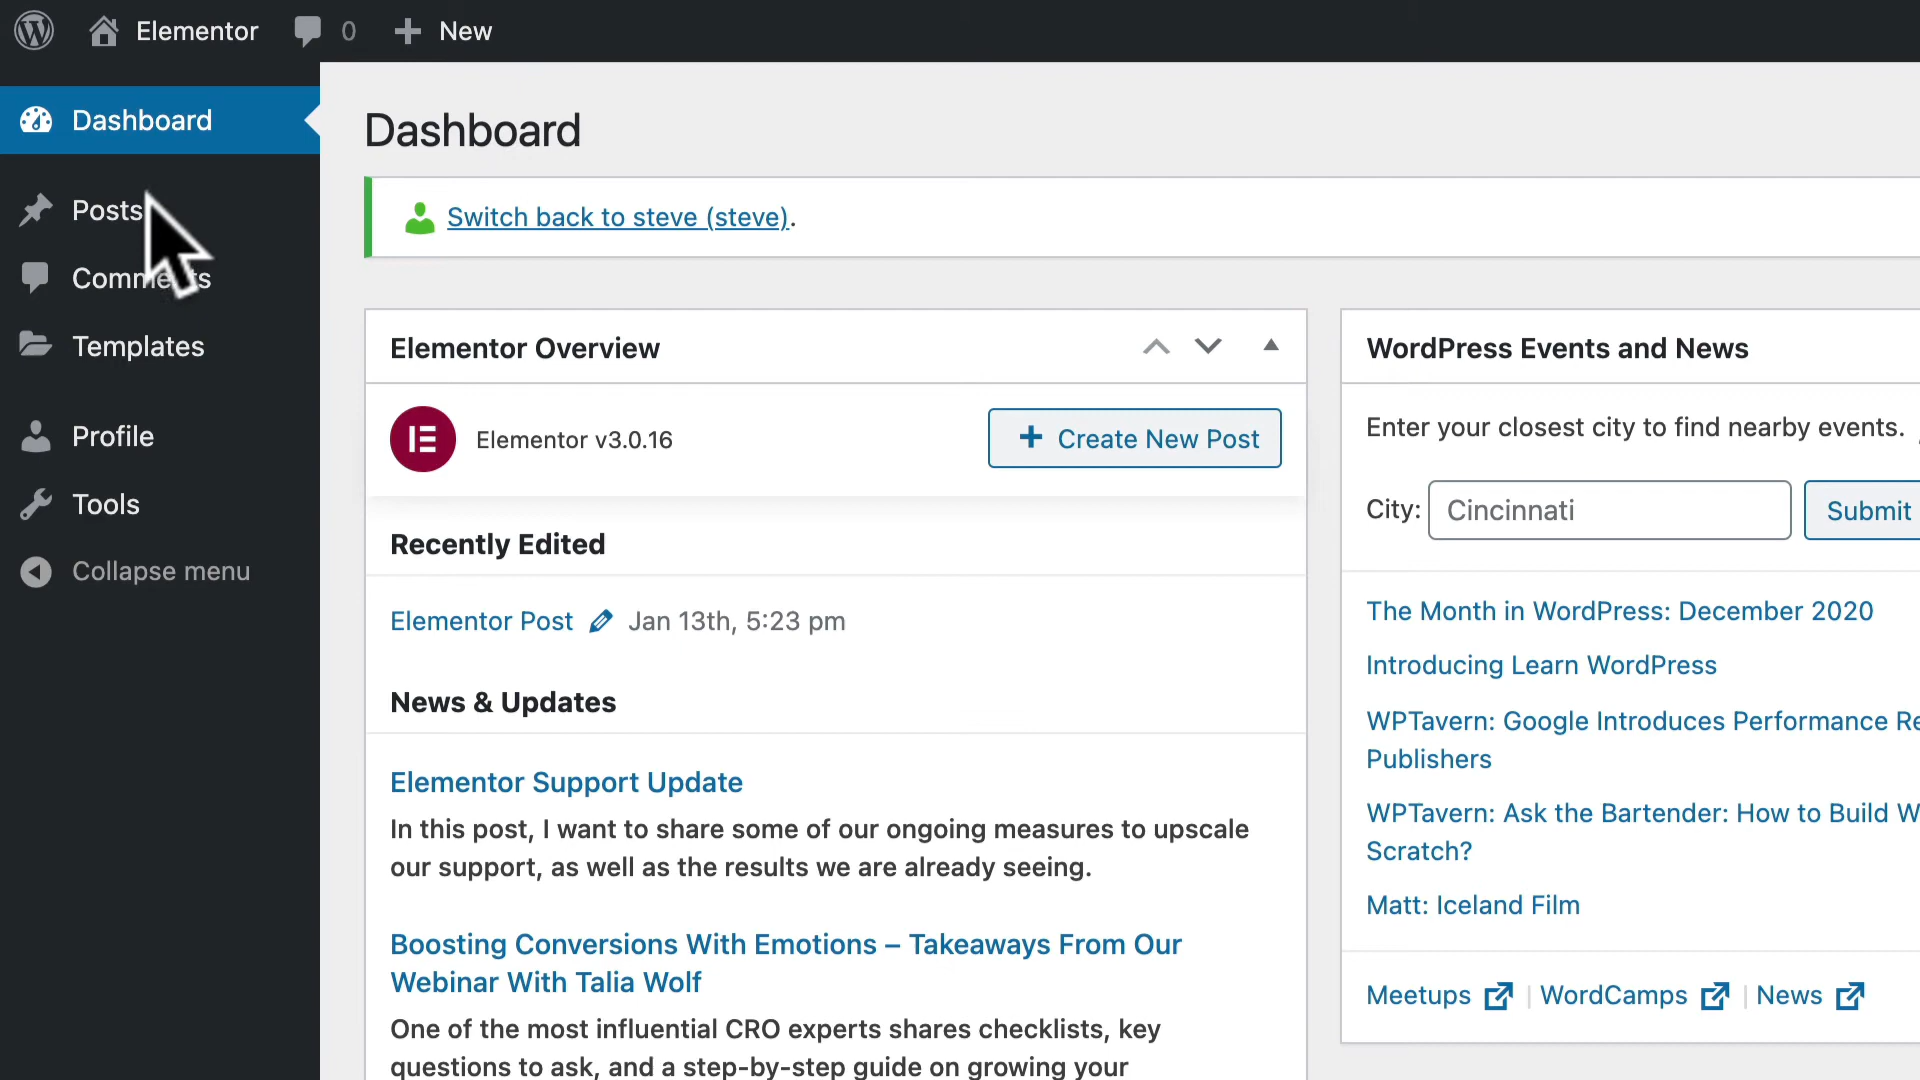 Elementor 0 New
Dashboard
Posts
Comments
Templates
Profile
Tools
Collapse menu
Dashboard
Switch back to steve (steve).
Elementor Overview
Elementor v3.0.16
Create New Post
Recently Edited
Elementor Post Jan 13th, 5:23 pm
News & Updates
Elementor Support Update
In this post, I want to share some of our ongoing measures to upscale
our support, as well as the results we are already seeing.
Boosting Conversions With Emotions – Takeaways From Our
Webinar With Talia Wolf
One of the most influential CRO experts shares checklists, key
questions to ask, and a step-by-step guide on growing your
WordPress Events and News
Enter your closest city to find nearby events.
City: Cincinnati Submit
The Month in WordPress: December 2020
Introducing Learn WordPress
WPTavern: Google Introduces Performance
Publishers
WPTavern: Ask the Bartender: How to Build
Scratch?
Matt: Iceland Film
Meetups | WordCamps | News